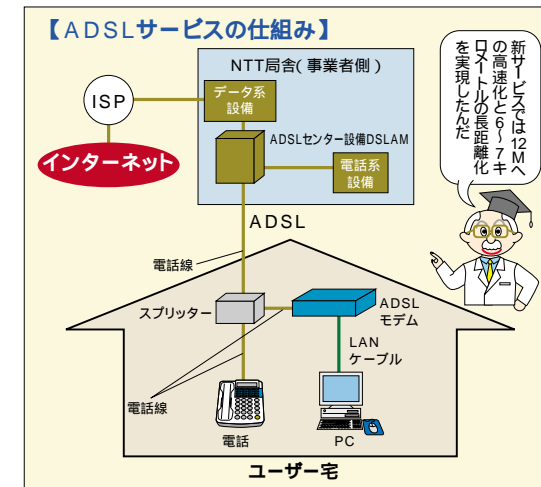 【ADSLサービスの仕組み】
NTT局舎(事業者側)
ISP
データ系
設備
ADSLセンター設備DSLAM
電話系
設備
インターネット
新サービスでは12Mへ
の高速化と6〜7キ
ロメートルの長距離化
を実現したんだ
ADSL
電話線
スプリッター
ADSL
モデム
LAN
ケーブル
電話線
電話
PC
ユーザー宅